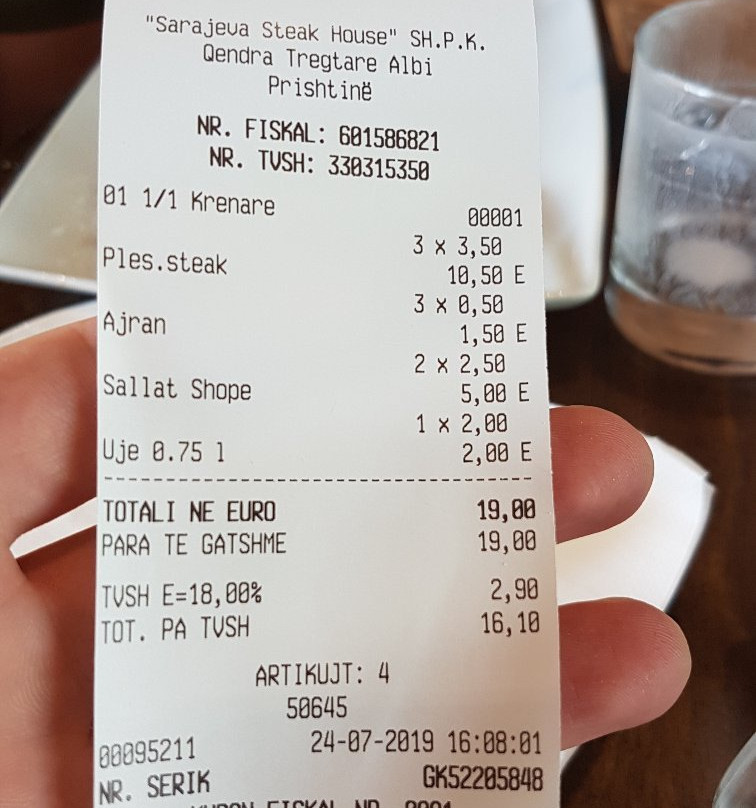 "Sarajeva Steak House" SH.P.K.
Qendra Tregtare Albi
Prishtinë
NR. FISKAL: 601586821
NR. TVSH: 330315350
01 1/1 Krenare 00001
3 x 3,50
Ples.steak 10,50 E
3 x 0,50
Ajran 1,50 E
2 x 2,50
Sallat Shope 5,00 E
1 x 2,00
Uje 0.75 l 2,00 E
TOTALI NE EURO 19,00
PARA TE GATSHME 19,00
TVSH E=18,00% 2,90
TOT. PA TVSH 16,10
ARTIKUJT: 4
50645
00095211 24-07-2019 16:08:01
NR. SERIK GK52205848
FISKAL NR. 0001